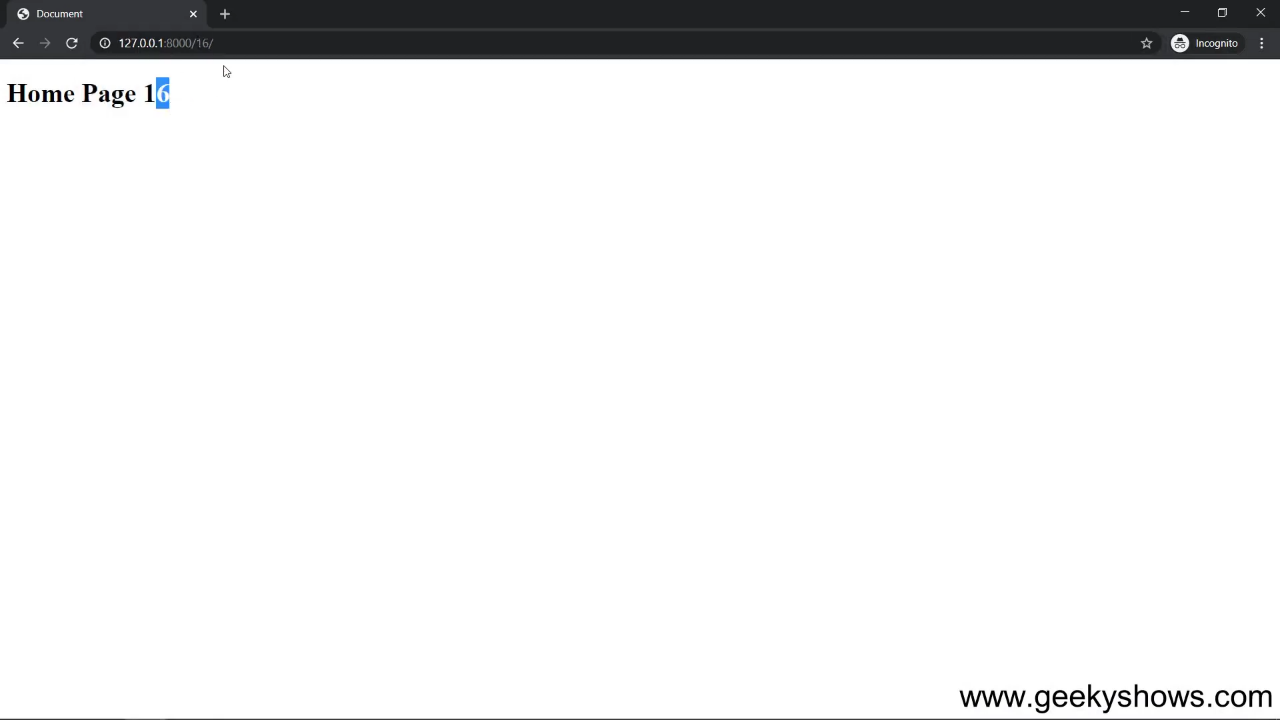 Document
127.0.0.1:8000/16/
Incognito
Home Page 16
www.geekyshows.com